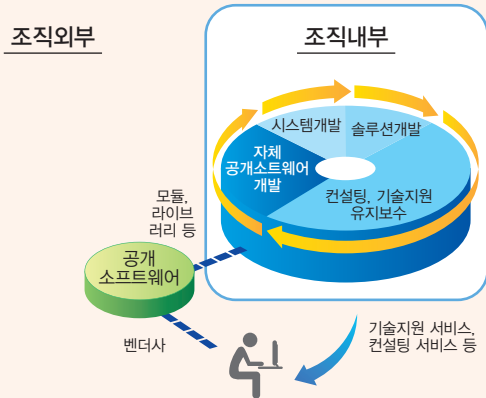 조직외부
조직내부
시스템개발
솔루션개발
자체
공개소트웨어
개발
컨설팅, 기술지원
유지보수
모듈,
라이브
러리 등
공개
소프트웨어
벤더사
기술지원 서비스,
컨설팅 서비스 등